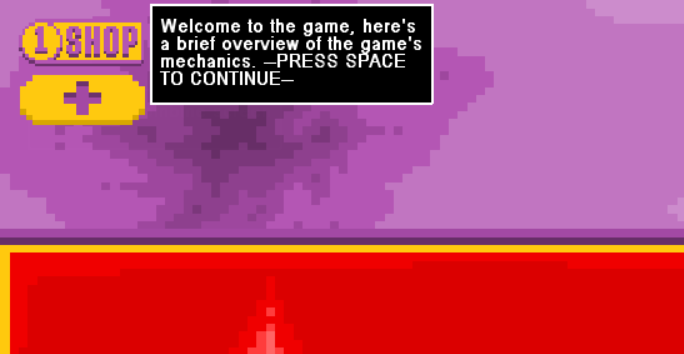 1 SHOP
Welcome to the game, here's
a brief overview of the game's
mechanics. —PRESS SPACE
TO CONTINUE—
+